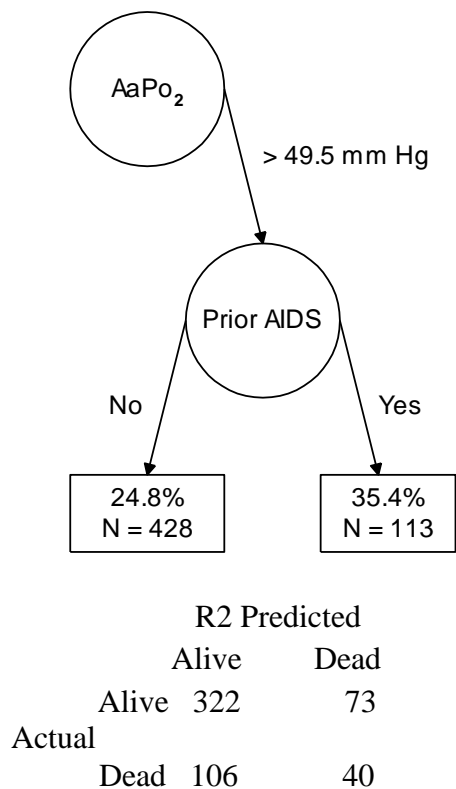 AaPo2
> 49.5 mm Hg
Prior AIDS
No
Yes
24.8%
N = 428
35.4%
N = 113
R2 Predicted
Alive Dead
Alive 322 73
Actual
Dead 106 40